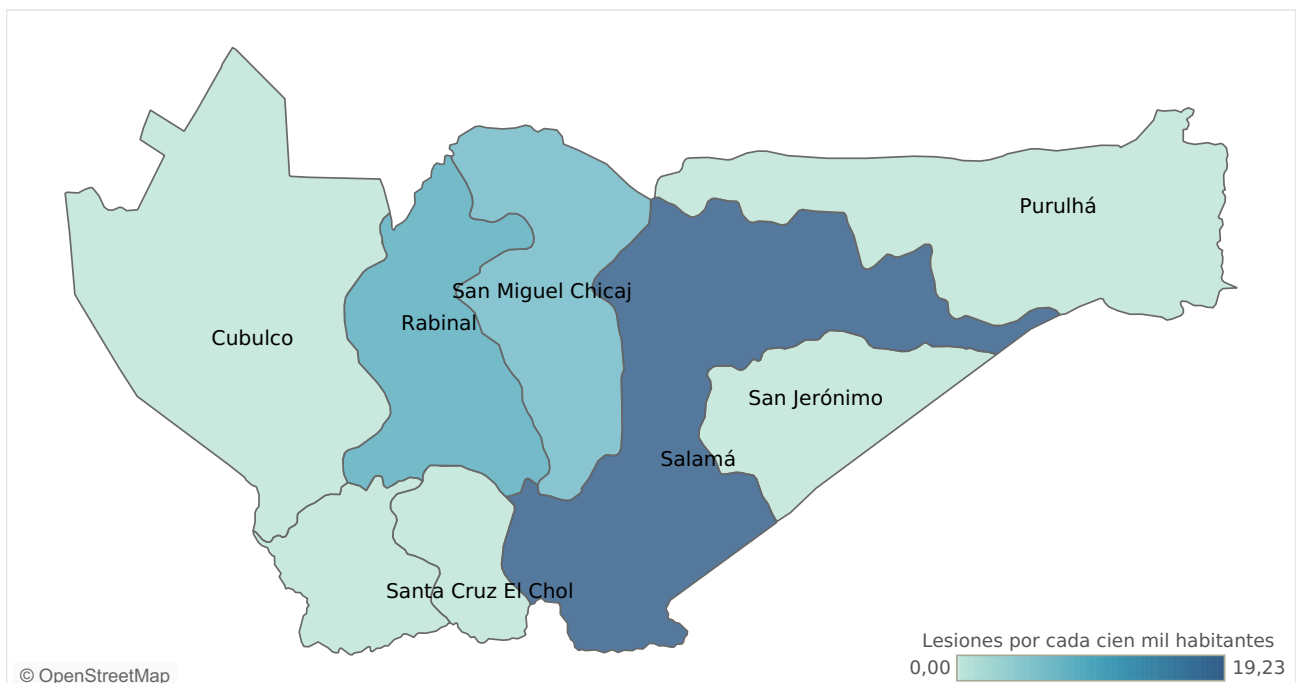 Purulhá
San Miguel Chicaj
Rabinal
Cubulco
San Jerónimo
Salamá
Santa Cruz El Chol
Lesiones por cada cien mil habitantes
0,00 19,23
© OpenStreetMap